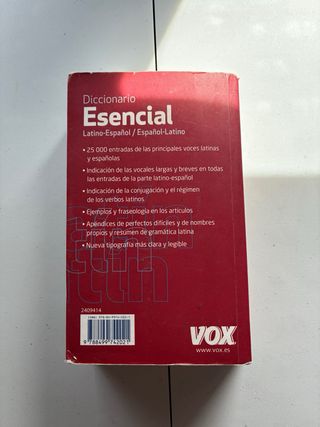 Diccionario
Esencial
Latino-Español / Español-Latino
• 25 000 entradas de las principales voces latinas
y españolas
• Indicación de las vocales largas y breves en todas
las entradas de la parte latino-español
• Indicación de la conjugación y el régimen
de los verbos latinos
• Ejemplos y fraseología en los artículos
• Apéndices de perfectos difíciles y de nombres
propios y resumen de gramática latina
• Nueva tipografía más clara y legible
2409414
9 788499 742021
VOX
www.vox.es